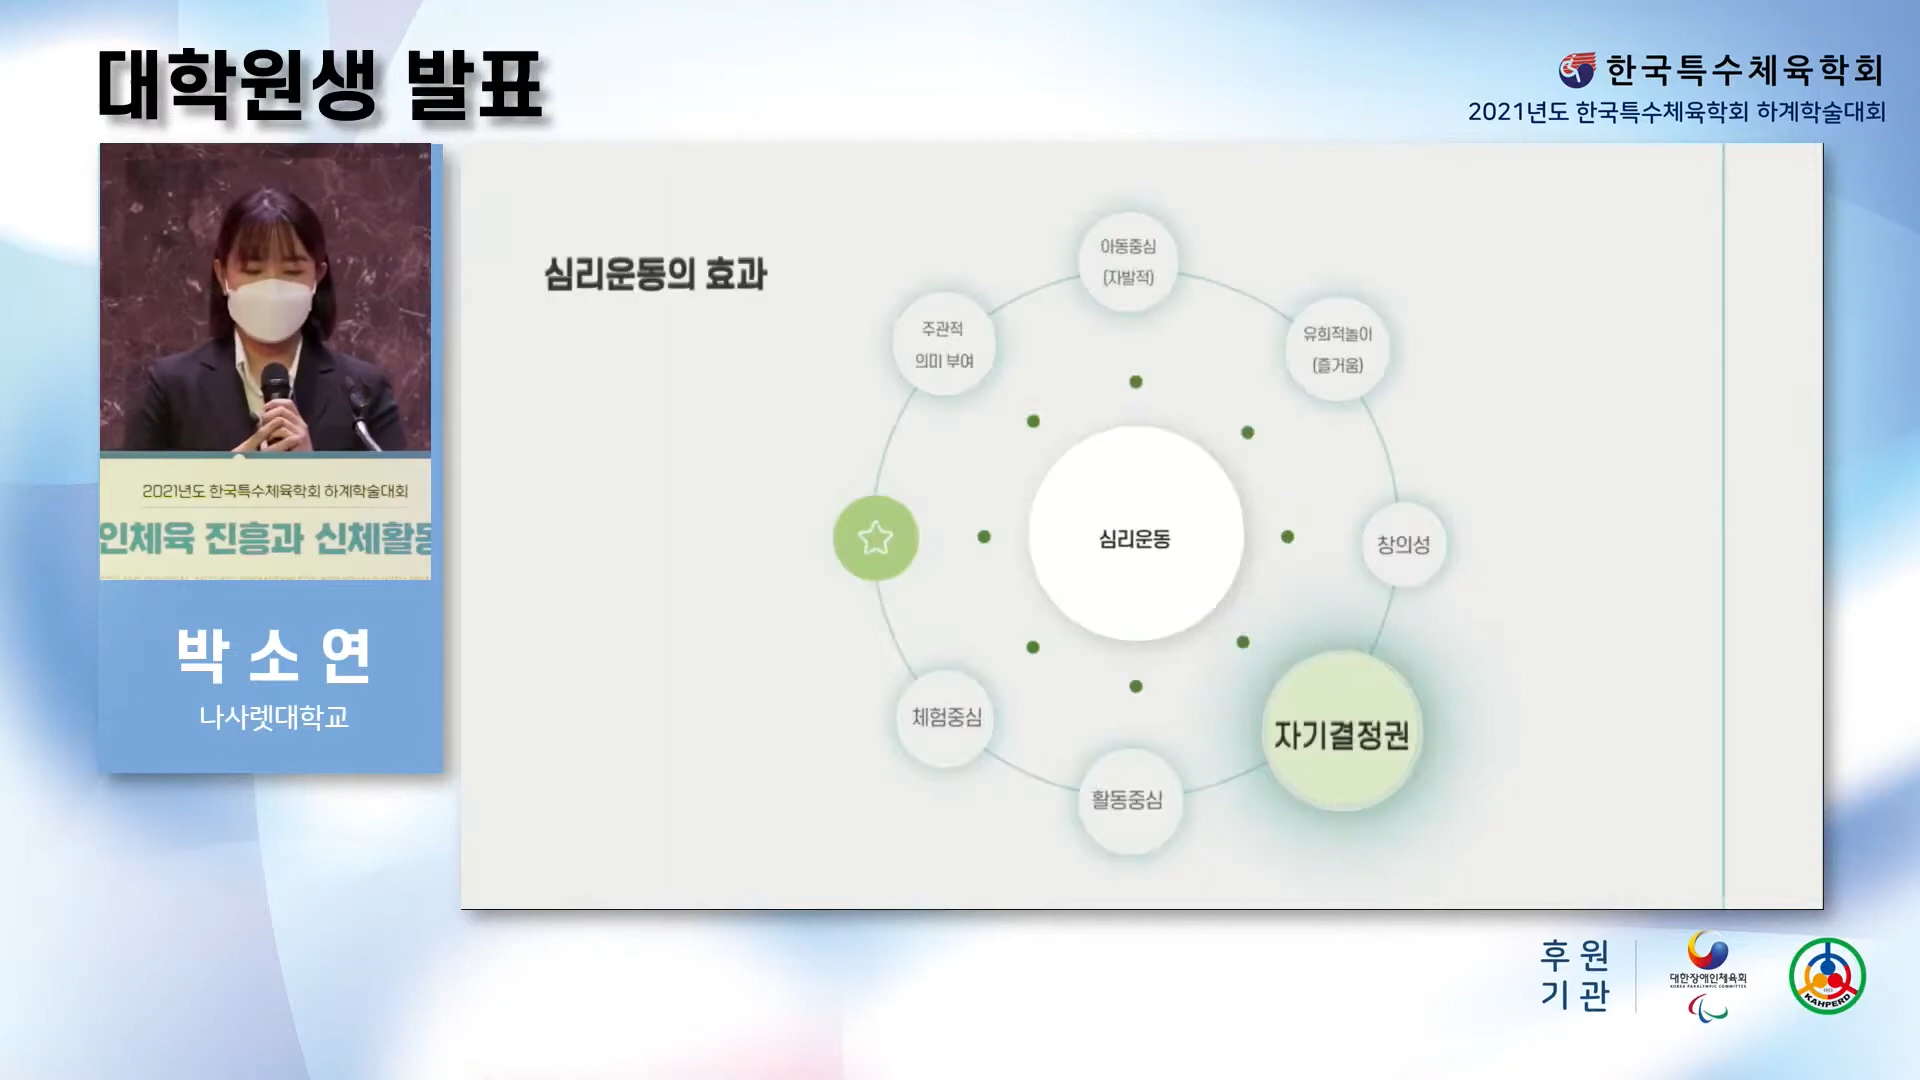 대학원생 발표
한국특수체육학회
2021년도 한국특수체육학회 하계학술대회
2021년도 한국특수체육학회 하계학술대회
인체육 진흥과 신체활동
박소연
나사렛대학교
심리운동의 효과
아동중심
(자발적)
유희적놀이
(즐거움)
창의성
자기결정권
활동중심
체험중심
주관적
의미 부여
심리운동
후원
기관
대한장애인체육회
KOREA PARALYMPIC COMMITTEE
KAHPERD